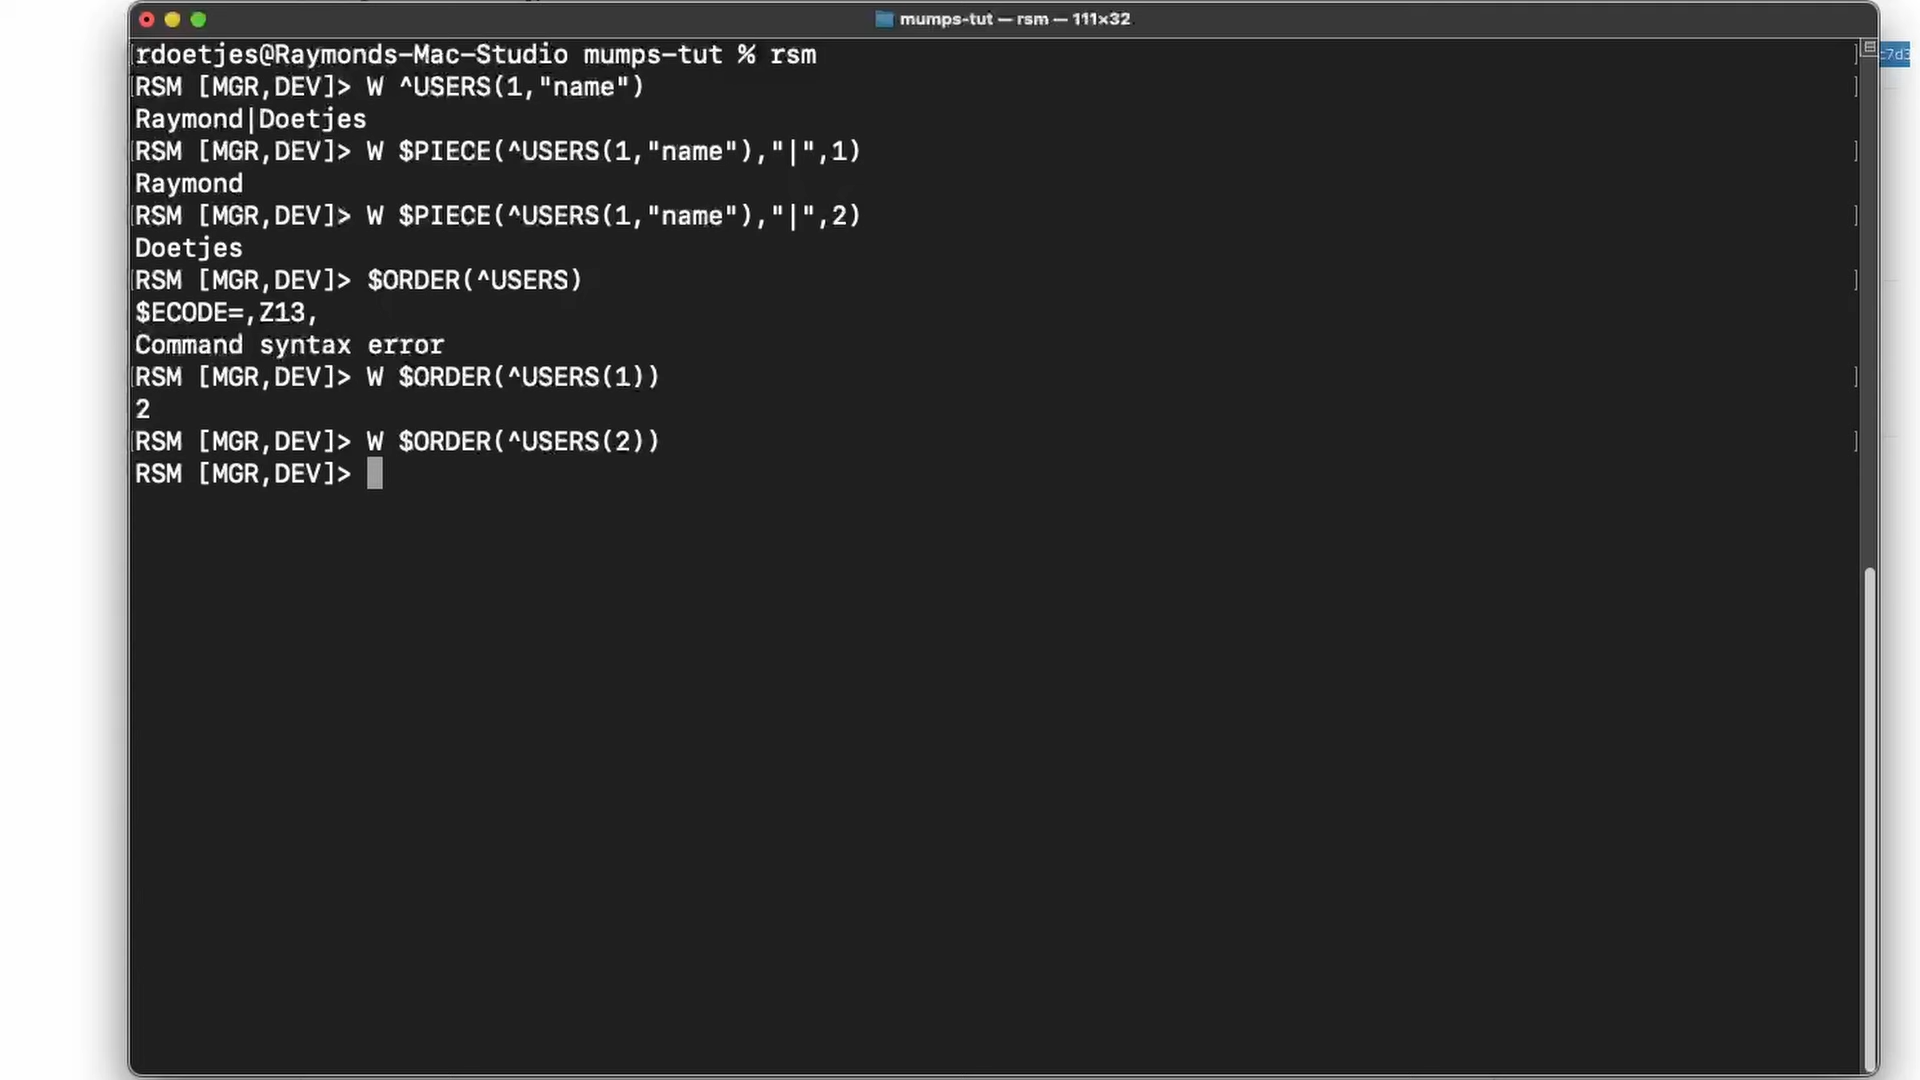 mumps-tut — rsm — 111×32
rdoetjes@Raymonds-Mac-Studio mumps-tut % rsm
RSM [MGR,DEV]> W ^USERS(1,"name")
Raymond|Doetjes
RSM [MGR,DEV]> W $PIECE(^USERS(1,"name"),"|",1)
Raymond
RSM [MGR,DEV]> W $PIECE(^USERS(1,"name"),"|",2)
Doetjes
RSM [MGR,DEV]> $ORDER(^USERS)
$ECODE=,Z13,
Command syntax error
RSM [MGR,DEV]> W $ORDER(^USERS(1))
2
RSM [MGR,DEV]> W $ORDER(^USERS(2))
RSM [MGR,DEV]>
c7d3